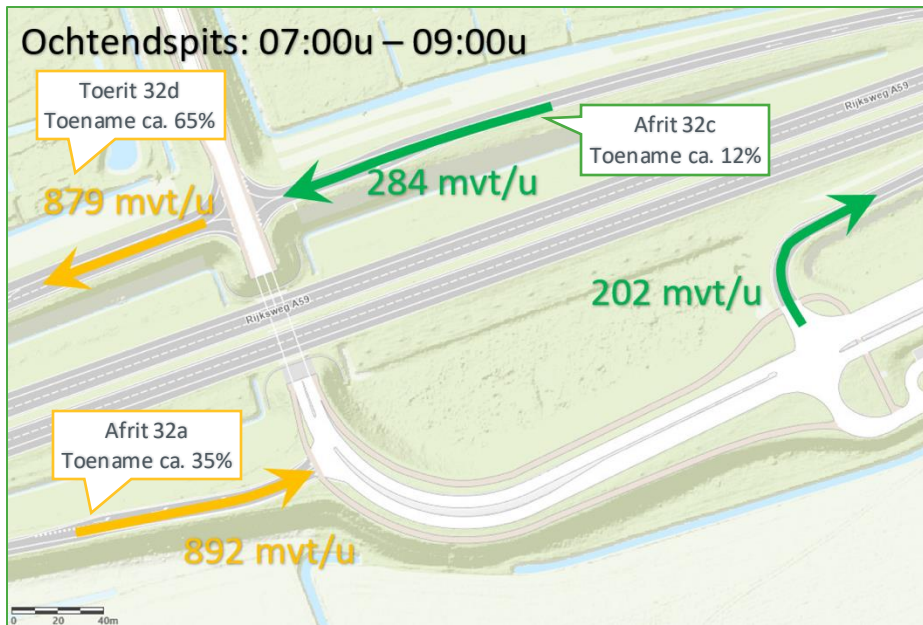 Ochtendspits: 07:00u – 09:00u
Toerit 32d
Toename ca. 65%
879 mvt/u
284 mvt/u
Afrit 32c
Toename ca. 12%
Rijksweg A59
202 mvt/u
Rijksweg A59
Afrit 32a
Toename ca. 35%
892 mvt/u
0 20 40m